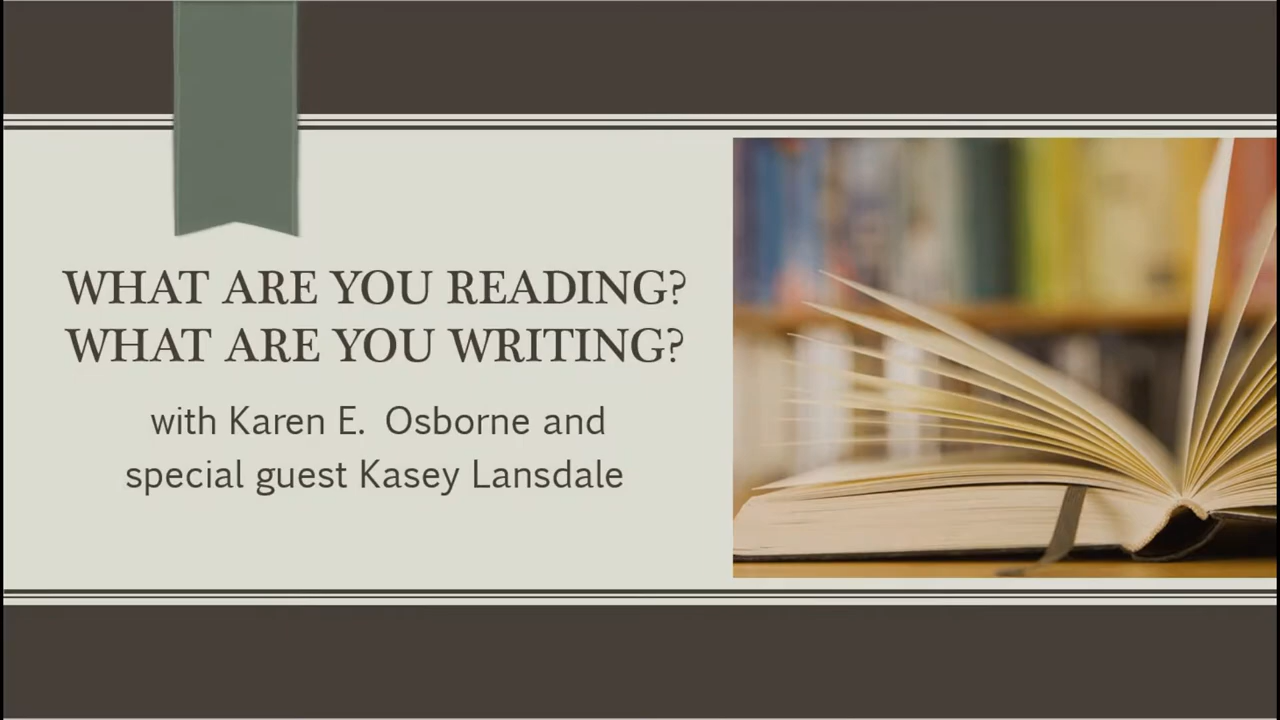 WHAT ARE YOU READING?
WHAT ARE YOU WRITING?
with Karen E.  Osborne and
special guest Kasey Lansdale